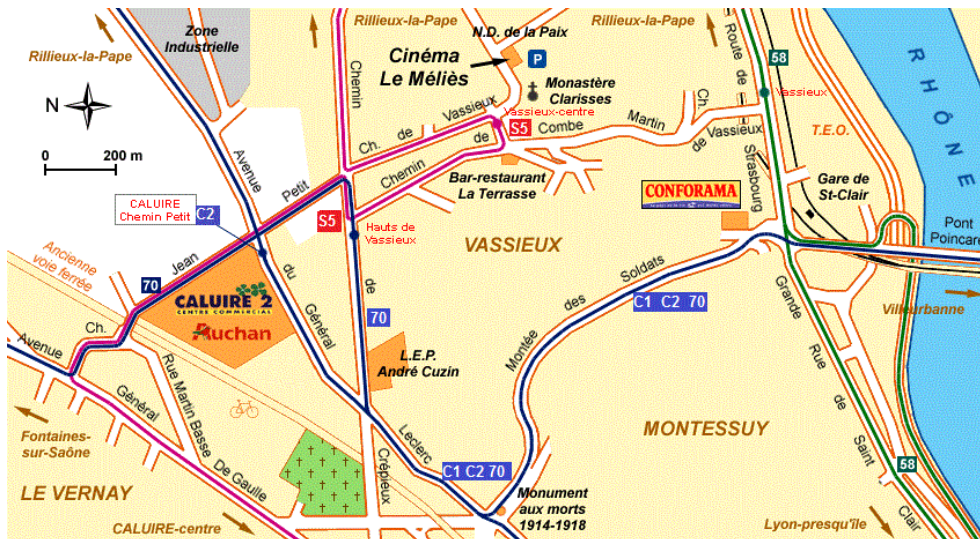 Zone
Industrielle
Rillieux-la-Pape
Rillieux-la-Pape
N.D. de la Paix
Rillieux-la-Pape
Cinéma
Le Méliès
P
Monastère
Clarisses
58
Route de
Strasbourg
RHÔNE
N
0 200 m
Chemin
Ch. de Vassieux
Vassieux-centre
S5
Combe Martin
Ch. de Vassieux
Vassieux
T.E.O.
Avenue
Petit
Chemin de
Bar-restaurant
La Terrasse
CONFORAMA
Gare de
St-Clair
CALUIRE
Chemin Petit
C2
S5
Hauts de
Vassieux
VASSIEUX
Pont
Poincaré
Ancienne
voie ferrée
Jean
70
CALUIRE 2
CENTRE COMMERCIAL
Auchan
du
Général
de
70
Soldats
des
Montée
C1 C2 70
Villeurbanne
Avenue
Ch.
Rue Martin Basse
L.E.P.
André Cuzin
Grande
Rue
de
Saint
Clair
Général
De Gaulle
Fontaines-
sur-Saône
Leclerc
Crépieux
MONTESSUY
58
C1 C2 70
LE VERNAY
Monument
aux morts
1914-1918
CALUIRE-centre
Lyon-presqu'île